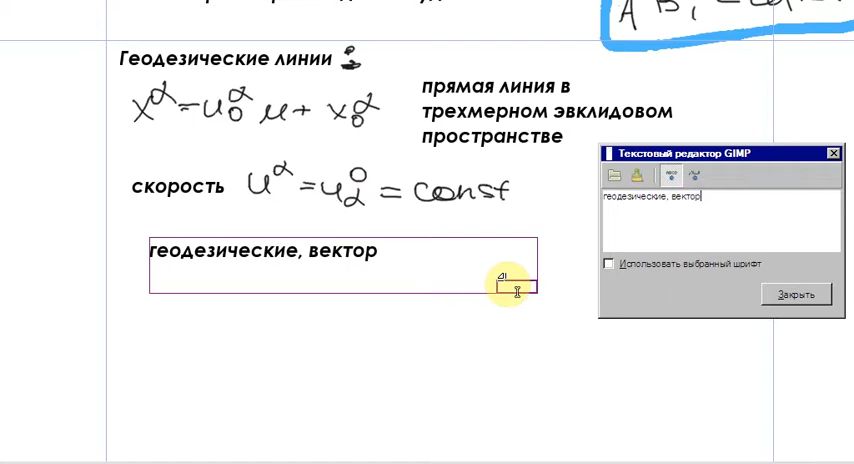 Геодезические линии :
x^α = u_0^α μ + x_0^α
прямая линия в
трехмерном эвклидовом
пространстве
скорость u^α = u_α^0 = const
геодезические, вектор
Текстовый редактор GIMP
геодезические, вектор
Использовать выбранный шрифт
Закрыть